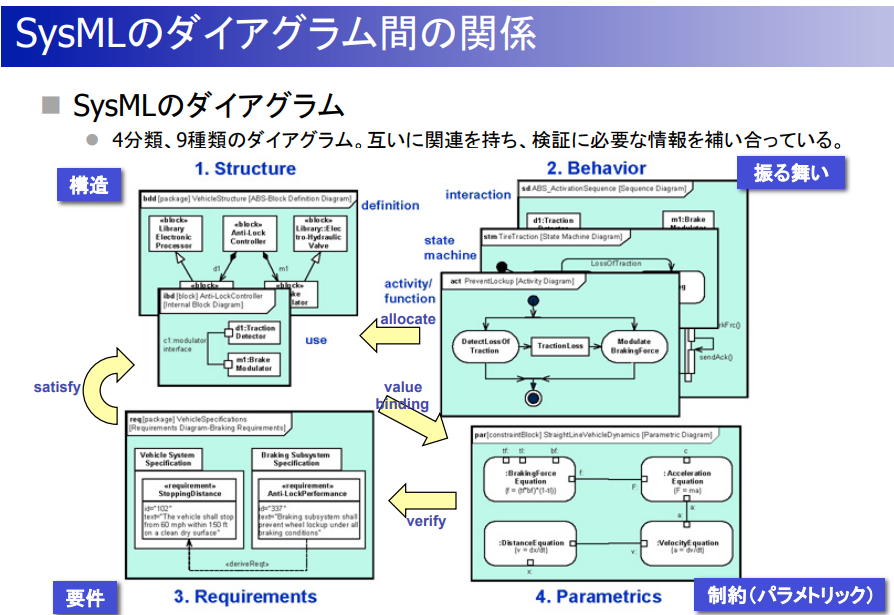 SysMLのダイアグラム間の関係
SysMLのダイアグラム
4分類、9種類のダイアグラム。互いに関連を持ち、検証に必要な情報を補い合っている。
構造
1. Structure
2. Behavior
振る舞い
bdd [package] VehicleStructure [ABS-Block Definition Diagram]
«block»
Library
Electronic
Processor
«block»
Anti-Lock
Controller
«block»
Library::Elec
tro-Hydraulic
Valve
d1
m1
«block»
definition
ibd [block] Anti-LockController
[Internal Block Diagram]
c1:modulator
interface
d1:Traction
Detector
m1:Brake
Modulator
use
interaction
sd ABS_ActivationSequence [Sequence Diagram]
d1:Traction
m1:Brake
state
machine
stm TireTraction [State Machine Diagram]
LossOfTraction
activity/
function
act PreventLockup [Activity Diagram]
DetectLossOf
Traction
TractionLoss
Modulate
BrakingForce
sendAck()
allocate
satisfy
value
binding
verify
req [package] VehicleSpecifications
[Requirements Diagram-Braking Requirements]
Vehicle System
Specification
Braking Subsystem
Specification
«requirement»
StoppingDistance
id="102"
text="The vehicle shall stop
from 60 mph within 150 ft
on a clean dry surface"
«requirement»
Anti-LockPerformance
id="337"
text="Braking subsystem shall
prevent wheel lockup under all
braking conditions"
«deriveReqt»
par [constraintBlock] StraightLineVehicleDynamics [Parametric Diagram]
tf:
tl:
bf:
c
:BrakingForce
Equation
{f = (tf*bf)*(1-tl)}
f:
F:
:Acceleration
Equation
{F = ma}
a:
a:
:DistanceEquation
{v = dx/dt}
v:
:VelocityEquation
{a = dv/dt}
x:
要件
3. Requirements
4. Parametrics
制約(パラメトリック)